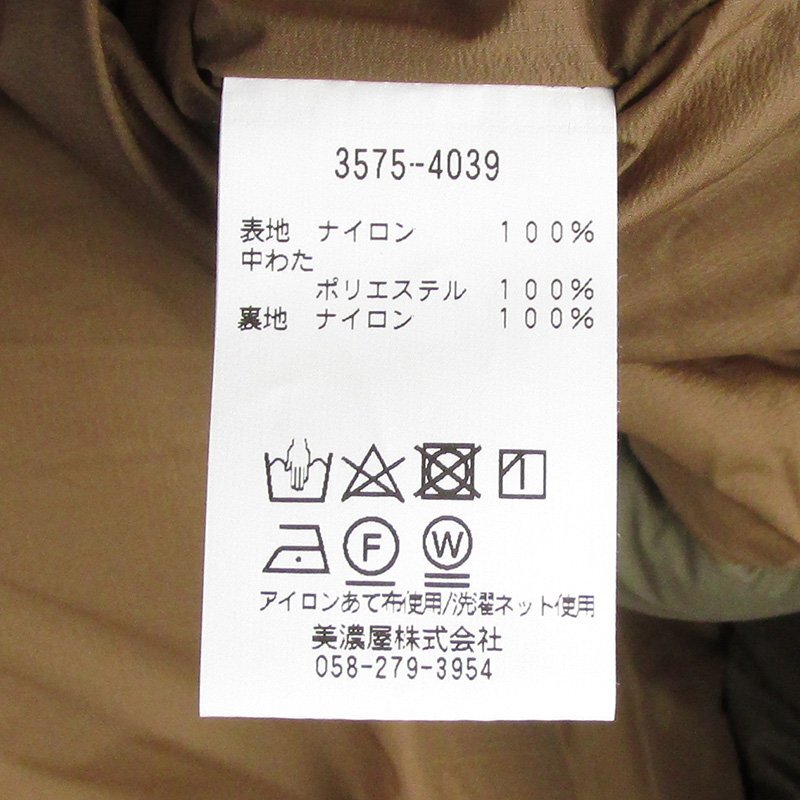 3575-4039
表地 ナイロン 100%
中わた
ポリエステル 100%
裏地 ナイロン 100%
F W
アイロンあて布使用/洗濯ネット使用
美濃屋株式会社
058-279-3954